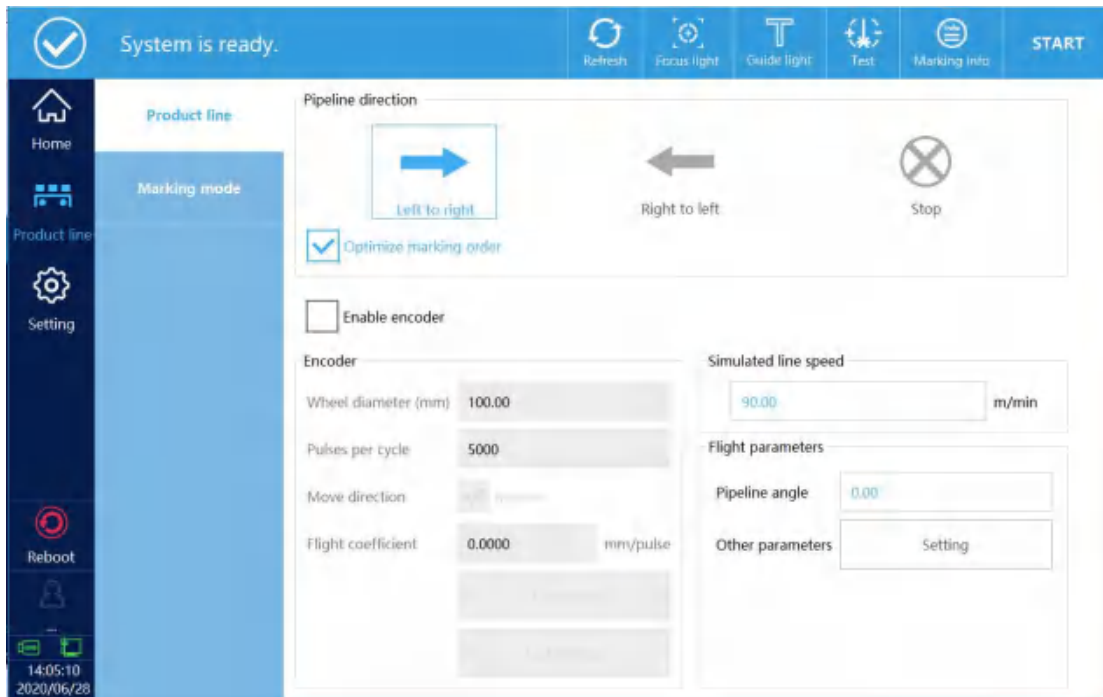 System is ready.
Refresh
Focus light
Guide light
Test
Marking info
START
Home
Product line
Setting
Reboot
...
14:05:10
2020/06/28
Product line
Marking mode
Pipeline direction
Left to right
Right to left
Stop
Optimize marking order
Enable encoder
Encoder
Wheel diameter (mm) 100.00
Pulses per cycle 5000
Move direction
Flight coefficient 0.0000 mm/pulse
Simulated line speed
90.00 m/min
Flight parameters
Pipeline angle 0.00
Other parameters Setting